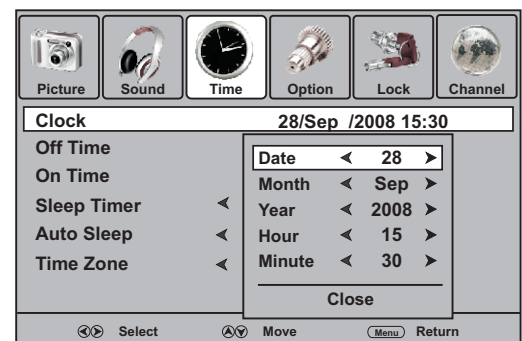 Picture Sound Time Option Lock Channel
Clock 28/Sep /2008 15:30
Off Time
On Time
Sleep Timer
Auto Sleep
Time Zone
Date 28
Month Sep
Year 2008
Hour 15
Minute 30
Close
Select Move Menu Return